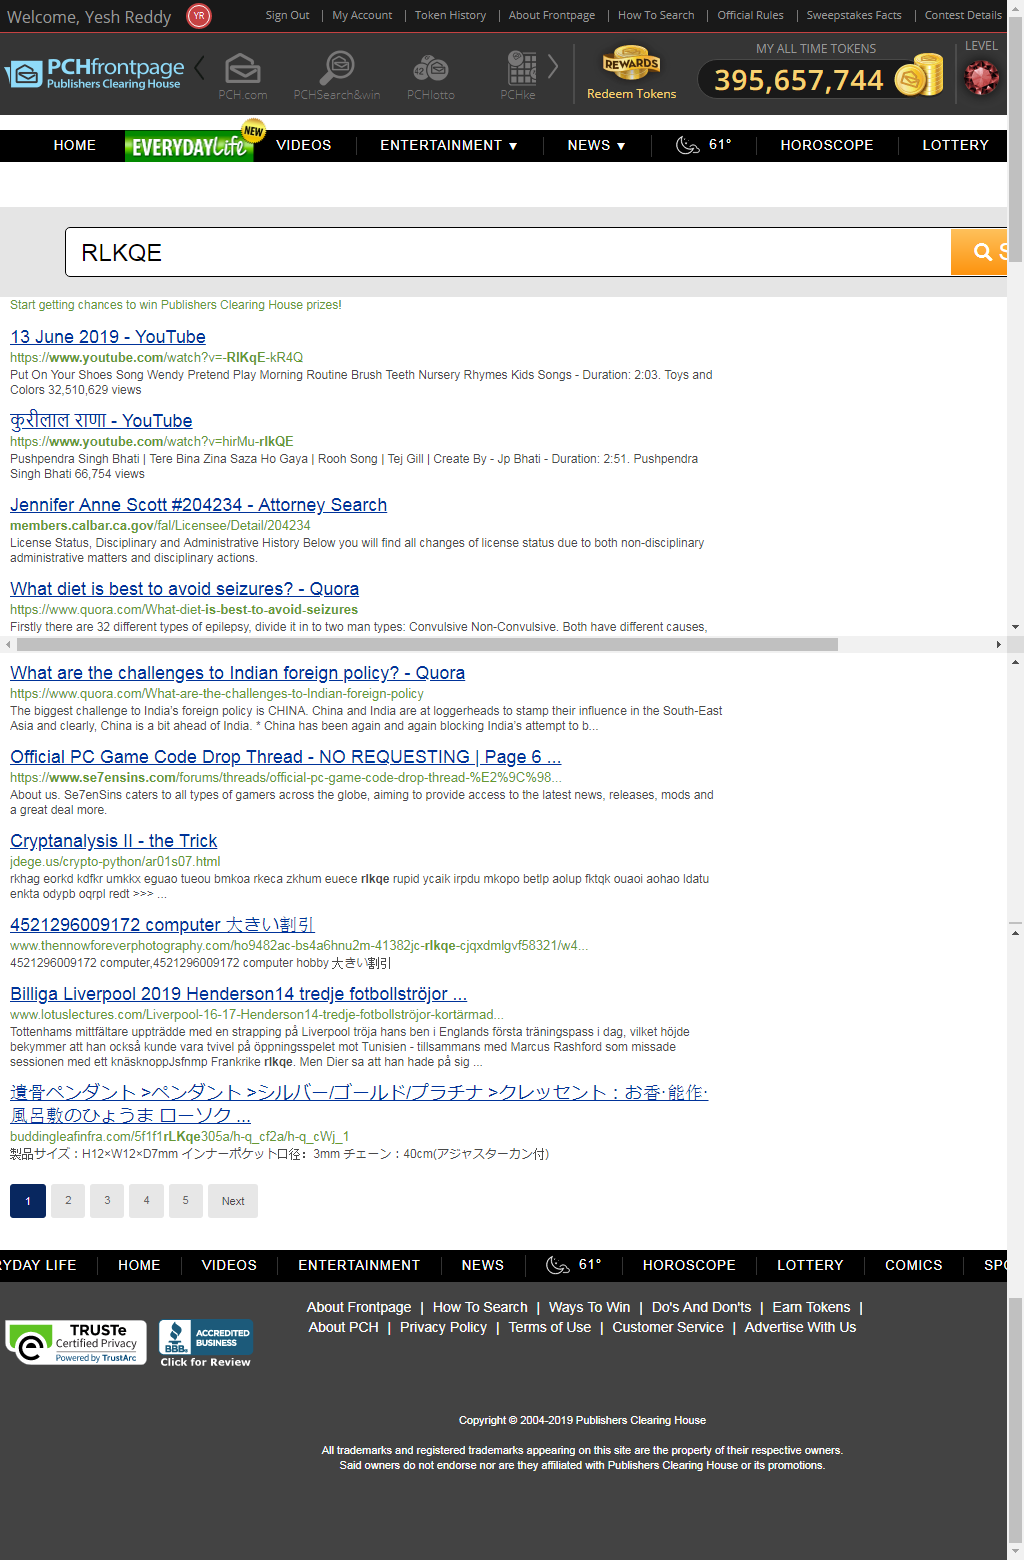 Welcome, Yesh Reddy YR Sign Out | My Account | Token History | About Frontpage | How To Search | Official Rules | Sweepstakes Facts | Contest Details
PCHfrontpage
Publishers Clearing House
PCH.com PCHSearch&win PCHlotto PCHke
REWARDS
Redeem Tokens
MY ALL TIME TOKENS
395,657,744
LEVEL
HOME EVERYDAY Life NEW VIDEOS ENTERTAINMENT ▼ NEWS ▼ 61° HOROSCOPE LOTTERY
RLKQE S
Start getting chances to win Publishers Clearing House prizes!
13 June 2019 - YouTube
https://www.youtube.com/watch?v=-RlKqE-kR4Q
Put On Your Shoes Song Wendy Pretend Play Morning Routine Brush Teeth Nursery Rhymes Kids Songs - Duration: 2:03. Toys and
Colors 32,510,629 views
कुरीलाल राणा - YouTube
https://www.youtube.com/watch?v=hirMu-rlkQE
Pushpendra Singh Bhati | Tere Bina Zina Saza Ho Gaya | Rooh Song | Tej Gill | Create By - Jp Bhati - Duration: 2:51. Pushpendra
Singh Bhati 66,754 views
Jennifer Anne Scott #204234 - Attorney Search
members.calbar.ca.gov/fal/Licensee/Detail/204234
License Status, Disciplinary and Administrative History Below you will find all changes of license status due to both non-disciplinary
administrative matters and disciplinary actions.
What diet is best to avoid seizures? - Quora
https://www.quora.com/What-diet-is-best-to-avoid-seizures
Firstly there are 32 different types of epilepsy, divide it in to two man types: Convulsive Non-Convulsive. Both have different causes,
What are the challenges to Indian foreign policy? - Quora
https://www.quora.com/What-are-the-challenges-to-Indian-foreign-policy
The biggest challenge to India's foreign policy is CHINA. China and India are at loggerheads to stamp their influence in the South-East
Asia and clearly, China is a bit ahead of India. * China has been again and again blocking India's attempt to b...
Official PC Game Code Drop Thread - NO REQUESTING | Page 6 ...
https://www.se7ensins.com/forums/threads/official-pc-game-code-drop-thread-%E2%9C%98...
About us. Se7enSins caters to all types of gamers across the globe, aiming to provide access to the latest news, releases, mods and
a great deal more.
Cryptanalysis II - the Trick
jdege.us/crypto-python/ar01s07.html
rkhag eorkd kdfkr umkkx eguao tueou bmkoa rkeca zkhum euece rlkqe rupid ycaik irpdu mkopo betlp aolup fktqk ouaoi aohao ldatu
enkta odypb oqrpl redt >>> ...
4521296009172 computer 大きい割引
www.thennowforeverphotography.com/ho9482ac-bs4a6hnu2m-41382jc-rlkqe-cjqxdmlgvf58321/w4...
4521296009172 computer,4521296009172 computer hobby 大きい割引
Billiga Liverpool 2019 Henderson14 tredje fotbollströjor ...
www.lotuslectures.com/Liverpool-16-17-Henderson14-tredje-fotbollströjor-kortärmad...
Tottenhams mittfältare uppträdde med en strapping på Liverpool tröja hans ben i Englands första träningspass i dag, vilket höjde
bekymmer att han också kunde vara tvivel på öppningsspelet mot Tunisien - tillsammans med Marcus Rashford som missade
sessionen med ett knäsknoppJsfnmp Frankrike rlkqe. Men Dier sa att han hade på sig ...
遺骨ペンダント >ペンダント >シルバー/ゴールド/プラチナ >クレッセント：お香·能作·
風呂敷のひょうま ローソク ...
buddingleafinfra.com/5f1f1rLKqe305a/h-q_cf2a/h-q_cWj_1
製品サイズ：H12×W12×D7mm インナーポケット口径：3mm チェーン：40cm(アジャスターカン付)
1 2 3 4 5 Next
RYDAY LIFE HOME VIDEOS ENTERTAINMENT NEWS 61° HOROSCOPE LOTTERY COMICS SPO
About Frontpage | How To Search | Ways To Win | Do's And Don'ts | Earn Tokens |
About PCH | Privacy Policy | Terms of Use | Customer Service | Advertise With Us
TRUSTe
Certified Privacy
Powered by TrustArc
BBB. ACCREDITED
BUSINESS
Click for Review
Copyright © 2004-2019 Publishers Clearing House
All trademarks and registered trademarks appearing on this site are the property of their respective owners.
Said owners do not endorse nor are they affiliated with Publishers Clearing House or its promotions.